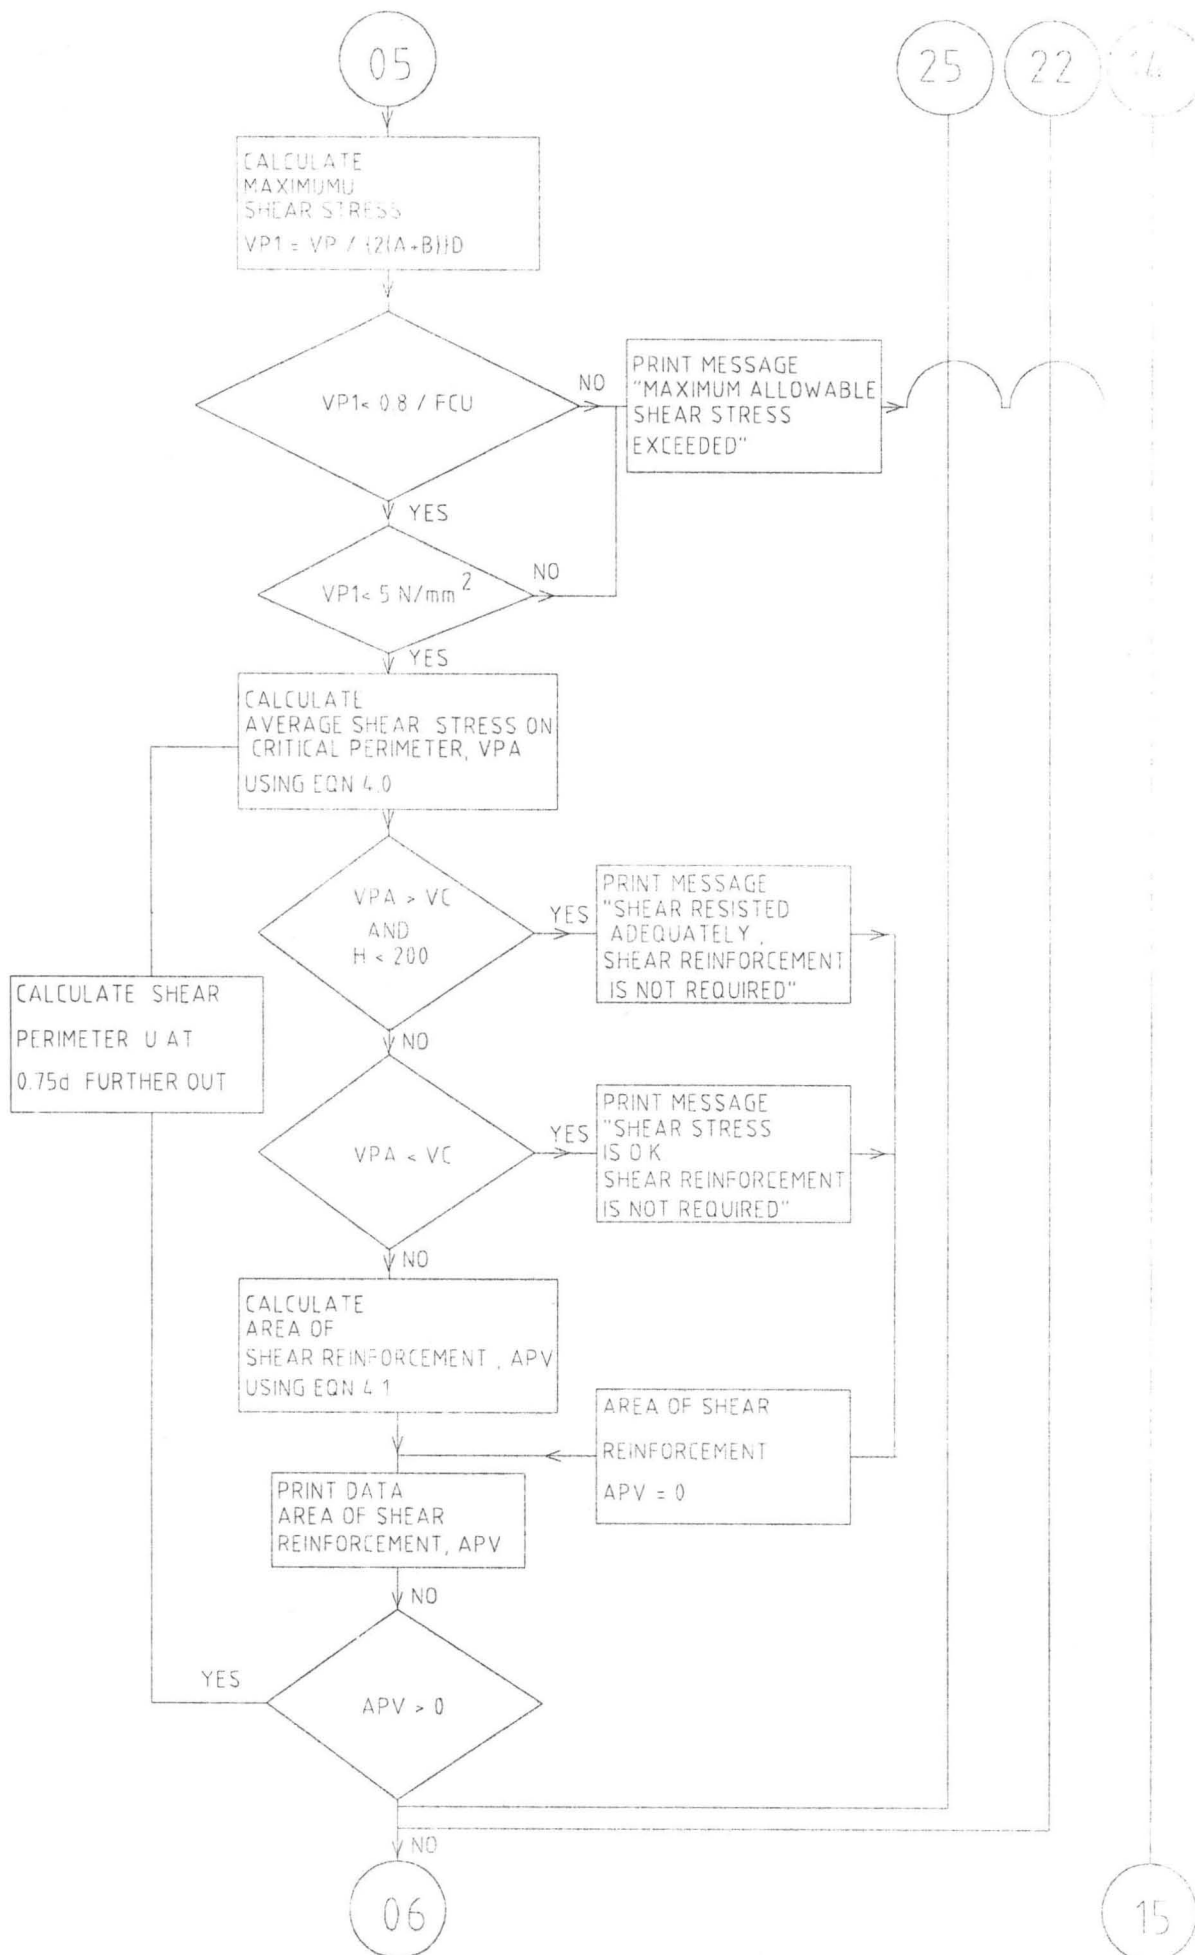 05
25
22
14
CALCULATE
MAXIMUMU
SHEAR STRESS
VP1 = VP / {2(A+B)}D
VP1 < 0.8 / FCU
NO
PRINT MESSAGE
"MAXIMUM ALLOWABLE
SHEAR STRESS
EXCEEDED"
YES
VP1 < 5 N/mm²
NO
YES
CALCULATE
AVERAGE SHEAR STRESS ON
CRITICAL PERIMETER, VPA
USING EQN 4.0
VPA > VC
AND
H < 200
YES
PRINT MESSAGE
"SHEAR RESISTED
ADEQUATELY,
SHEAR REINFORCEMENT
IS NOT REQUIRED"
CALCULATE SHEAR
PERIMETER U AT
0.75d FURTHER OUT
NO
VPA < VC
YES
PRINT MESSAGE
"SHEAR STRESS
IS OK
SHEAR REINFORCEMENT
IS NOT REQUIRED"
NO
CALCULATE
AREA OF
SHEAR REINFORCEMENT, APV
USING EQN 4.1
AREA OF SHEAR
REINFORCEMENT
APV = 0
PRINT DATA
AREA OF SHEAR
REINFORCEMENT, APV
NO
YES
APV > 0
NO
06
15